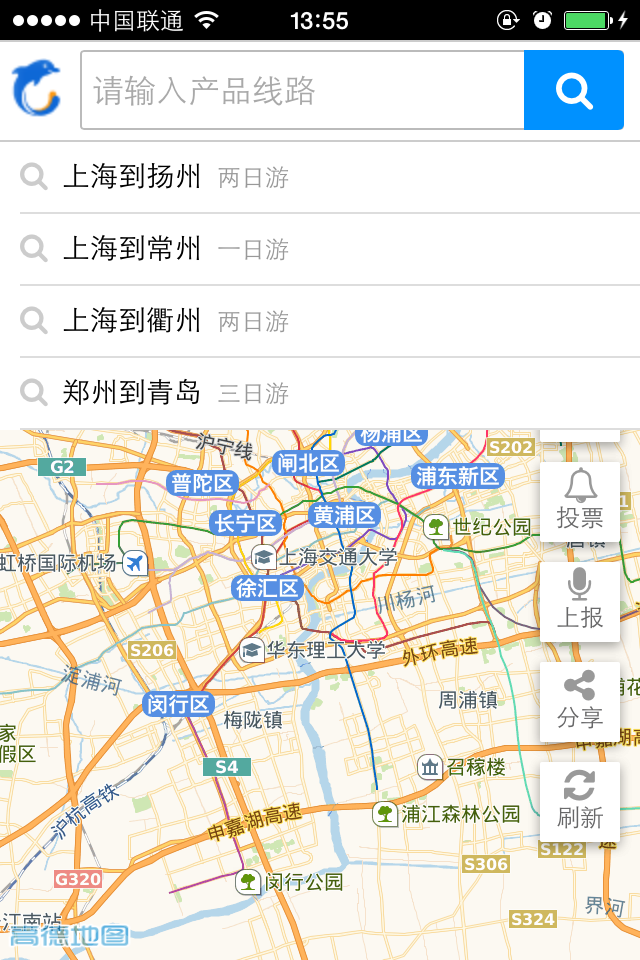 中国联通 13:55
请输入产品线路
上海到扬州 两日游
上海到常州 一日游
上海到衢州 两日游
郑州到青岛 三日游
沪宁线
杨浦区
S202
闸北区
G2
浦东新区
普陀区
投票
长宁区
黄浦区
世纪公园
虹桥国际机场
上海交通大学
徐汇区
川杨河
上报
S206
华东理工大学
外环高速
淀浦河
闵行区
周浦镇
分享
梅陇镇
家
假区
S4
召稼楼
沪杭高铁
刷新
申嘉湖高速
浦江森林公园
S122
S306
G320
闵行公园
界河
江南站
S324
高德地图